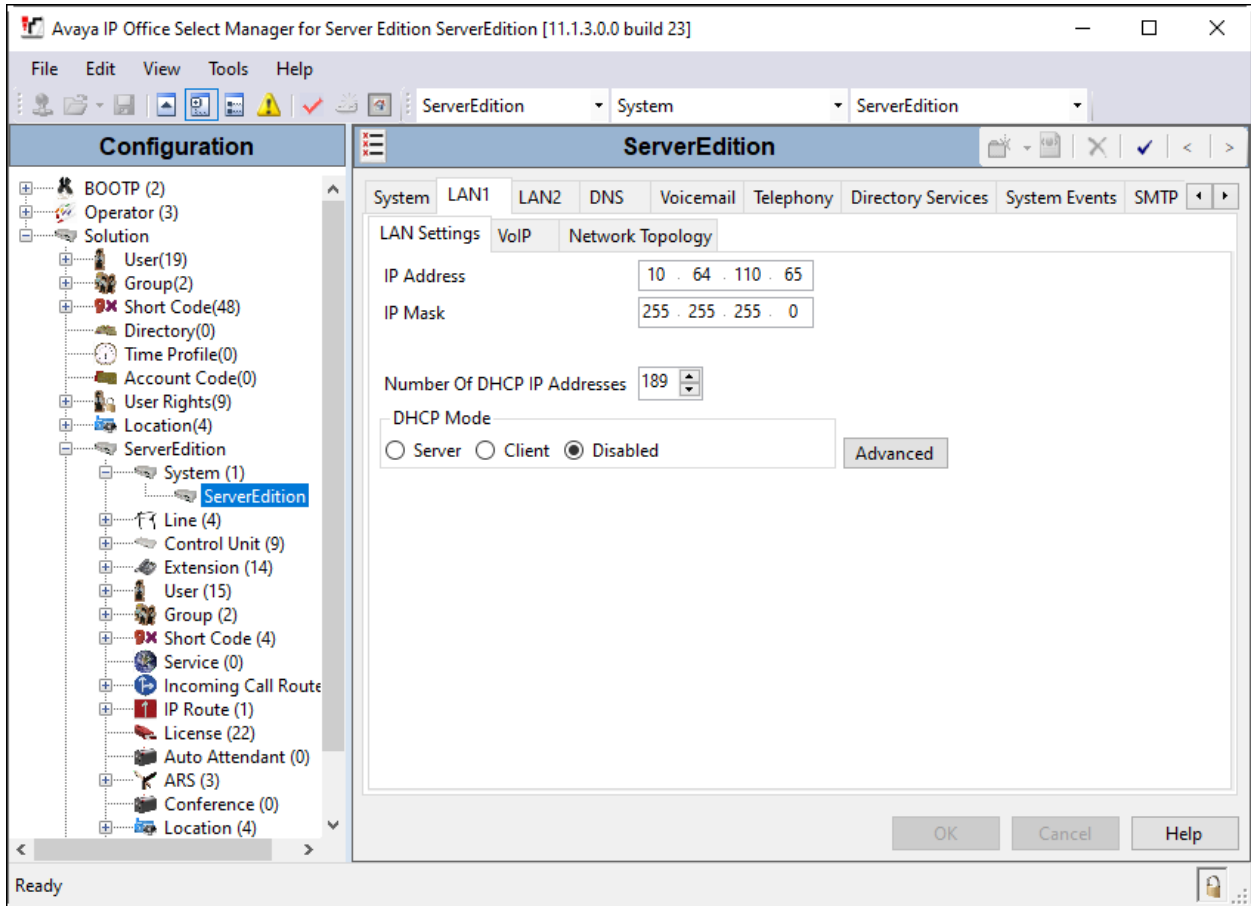 Avaya IP Office Select Manager for Server Edition ServerEdition [11.1.3.0.0 build 23]
File Edit View Tools Help
ServerEdition System ServerEdition
Configuration
BOOTP (2)
Operator (3)
Solution
User(19)
Group(2)
Short Code(48)
Directory(0)
Time Profile(0)
Account Code(0)
User Rights(9)
Location(4)
ServerEdition
System (1)
ServerEdition
Line (4)
Control Unit (9)
Extension (14)
User (15)
Group (2)
Short Code (4)
Service (0)
Incoming Call Route
IP Route (1)
License (22)
Auto Attendant (0)
ARS (3)
Conference (0)
Location (4)
ServerEdition
System LAN1 LAN2 DNS Voicemail Telephony Directory Services System Events SMTP
LAN Settings VoIP Network Topology
IP Address 10 . 64 . 110 . 65
IP Mask 255 . 255 . 255 . 0
Number Of DHCP IP Addresses 189
DHCP Mode
Server Client Disabled
Advanced
OK Cancel Help
Ready